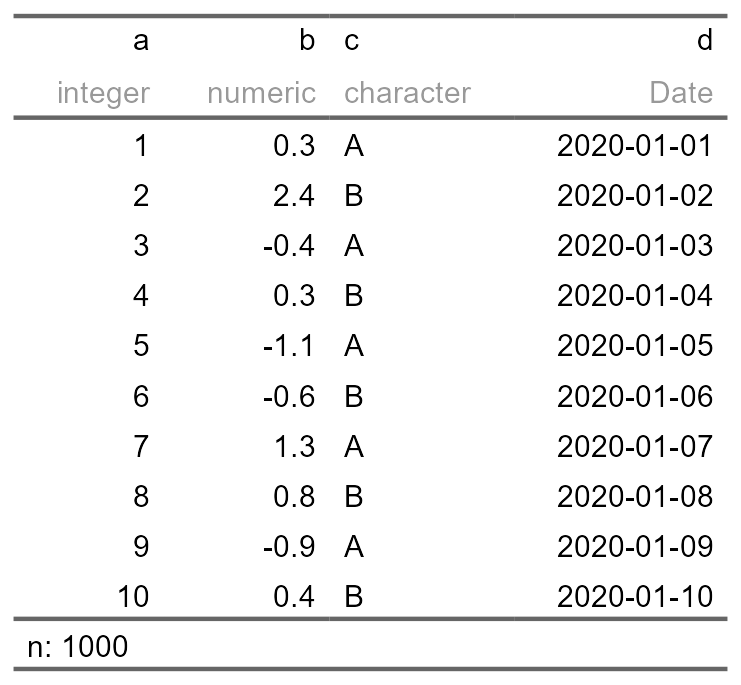 a b c d
integer numeric character Date
1 0.3 A 2020-01-01
2 2.4 B 2020-01-02
3 -0.4 A 2020-01-03
4 0.3 B 2020-01-04
5 -1.1 A 2020-01-05
6 -0.6 B 2020-01-06
7 1.3 A 2020-01-07
8 0.8 B 2020-01-08
9 -0.9 A 2020-01-09
10 0.4 B 2020-01-10
n: 1000